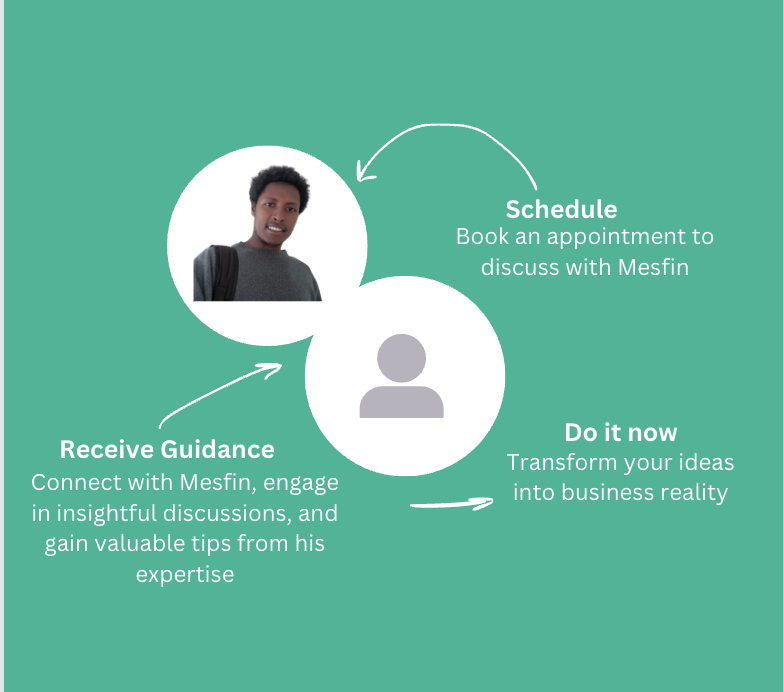 Schedule
Book an appointment to
discuss with Mesfin
Receive Guidance
Connect with Mesfin, engage
in insightful discussions, and
gain valuable tips from his
expertise
Do it now
Transform your ideas
into business reality